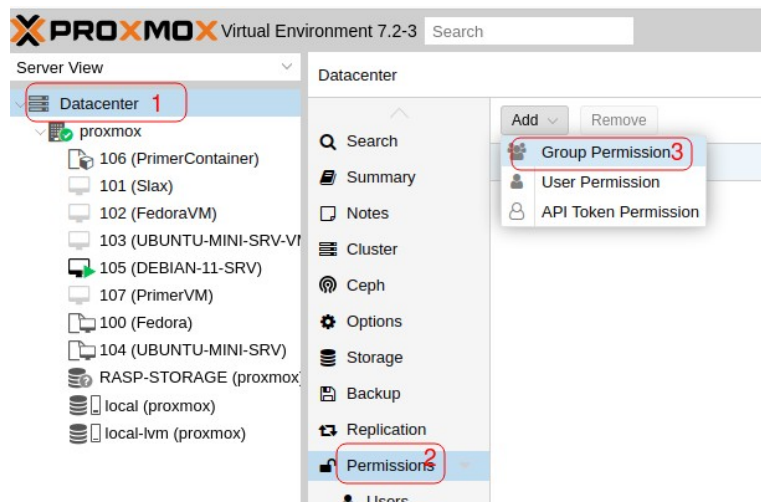 PROXMOX Virtual Environment 7.2-3 Search
Server View
Datacenter 1
proxmox
106 (PrimerContainer)
101 (Slax)
102 (FedoraVM)
103 (UBUNTU-MINI-SRV-VM
105 (DEBIAN-11-SRV)
107 (PrimerVM)
100 (Fedora)
104 (UBUNTU-MINI-SRV)
RASP-STORAGE (proxmox)
local (proxmox)
local-lvm (proxmox)
Datacenter
Search
Summary
Notes
Cluster
Ceph
Options
Storage
Backup
Replication
Permissions 2
Users
Add Remove
Group Permission 3
User Permission
API Token Permission